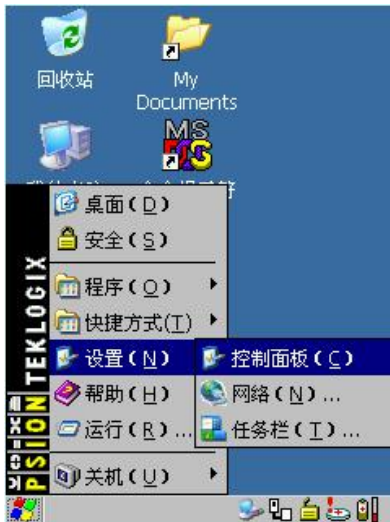 回收站
My
Documents
MS
DOS
桌面(D)
安全(S)
程序(O)
快捷方式(T)
设置(N)
帮助(H)
运行(R)...
关机(U)
控制面板(C)
网络(N)...
任务栏(T)...
PSION TEKLOGIX